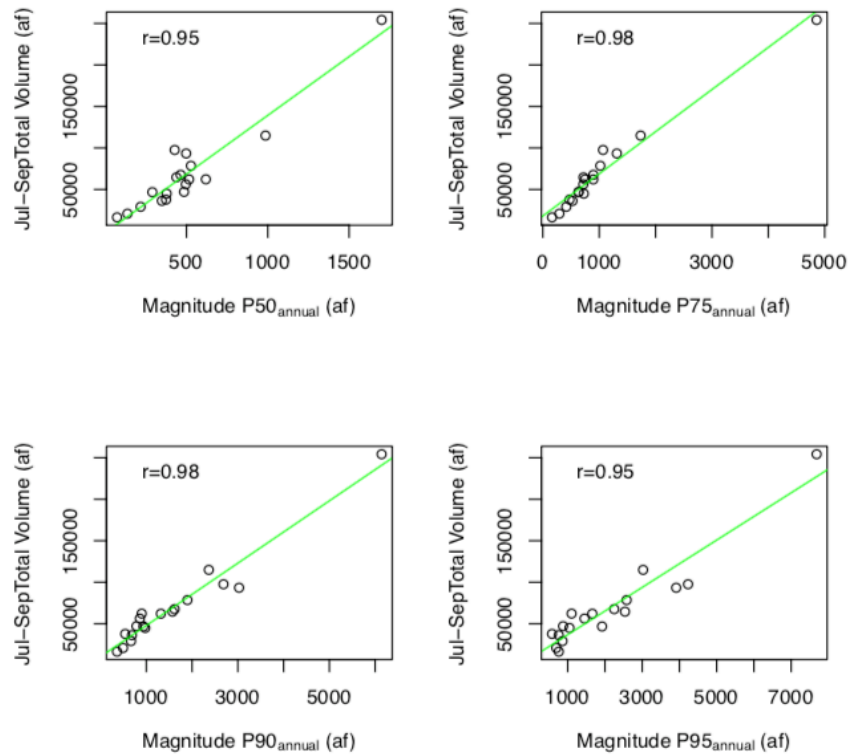 r=0.95
Jul−SepTotal Volume (af)
50000
150000
500
1000
1500
Magnitude P50annual (af)
r=0.98
Jul−SepTotal Volume (af)
50000
150000
0
1000
3000
5000
Magnitude P75annual (af)
r=0.98
Jul−SepTotal Volume (af)
50000
150000
1000
3000
5000
Magnitude P90annual (af)
r=0.95
Jul−SepTotal Volume (af)
50000
150000
1000
3000
5000
7000
Magnitude P95annual (af)